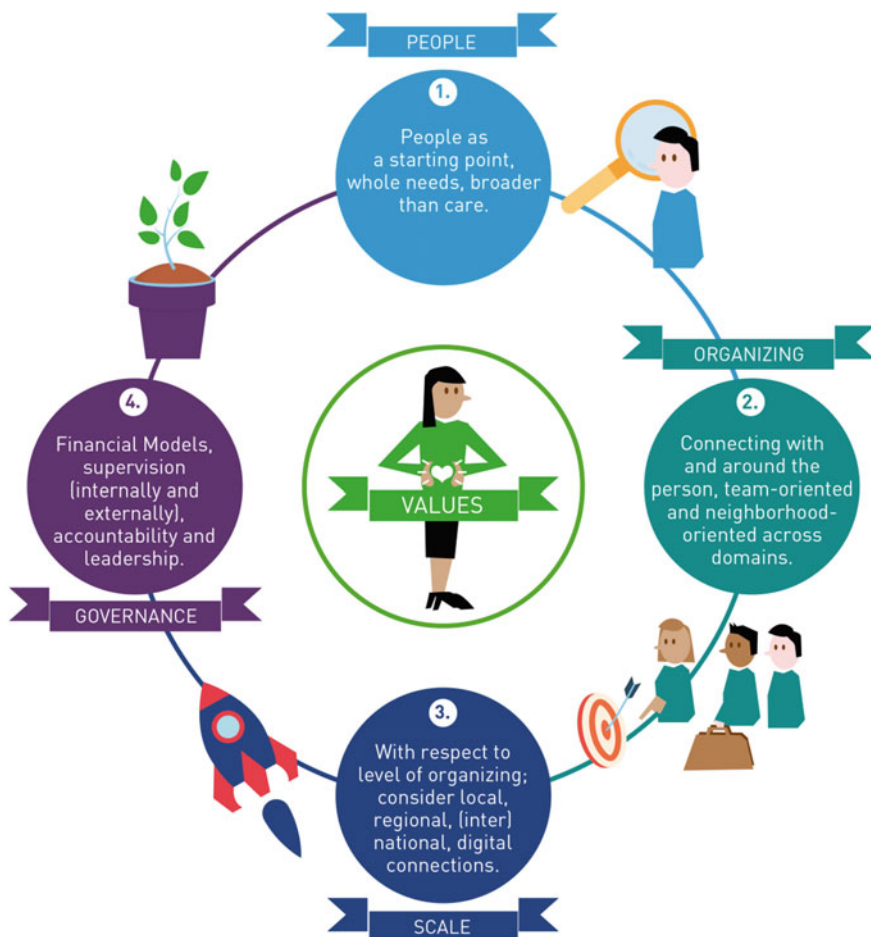 PEOPLE
1.
People as
a starting point,
whole needs, broader
than care.
ORGANIZING
2.
Connecting with
and around the
person, team-oriented
and neighborhood-
oriented across
domains.
3.
With respect to
level of organizing;
consider local,
regional, (inter)
national, digital
connections.
SCALE
4.
Financial Models,
supervision
(internally and
externally),
accountability and
leadership.
GOVERNANCE
VALUES